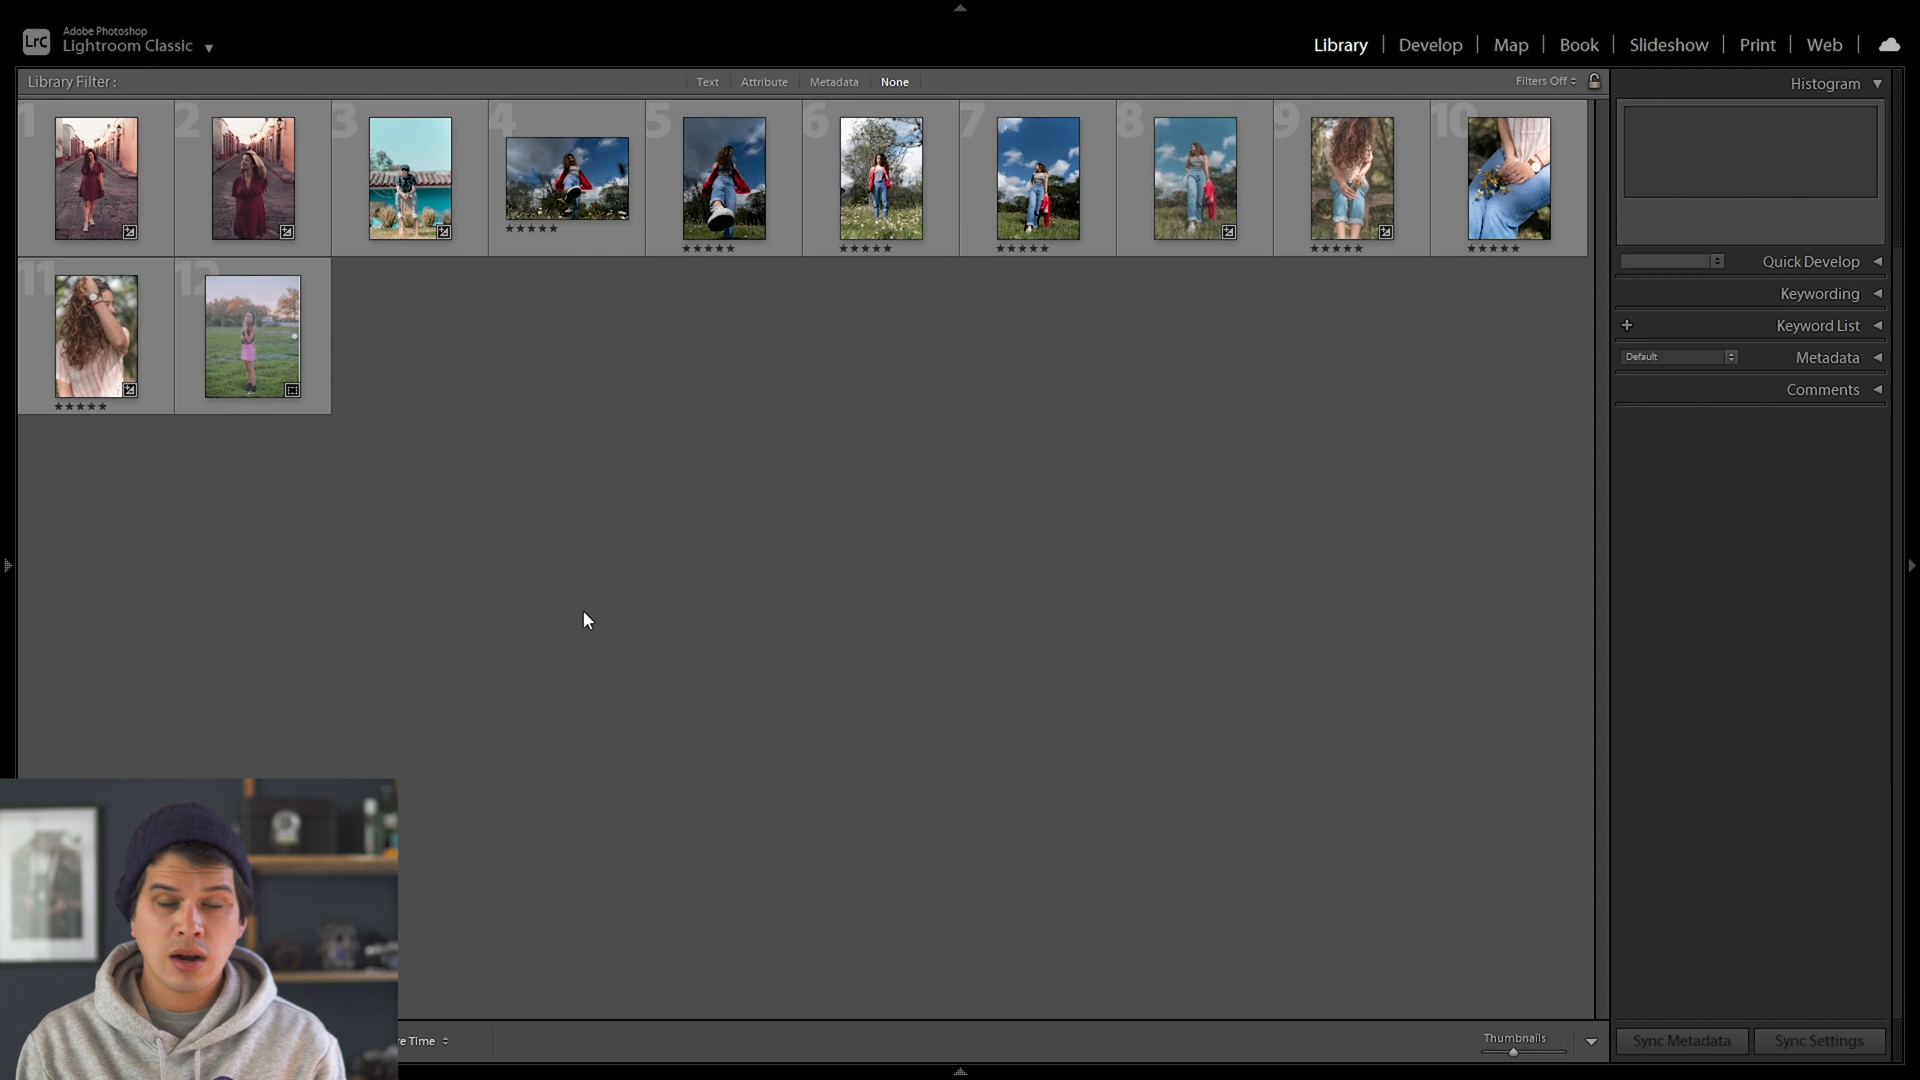 Adobe Photoshop
LrC Lightroom Classic
Library Develop Map Book Slideshow Print Web
Library Filter : Text Attribute Metadata None Filters Off
Histogram
1 2 3 4 5 6 7 8 9 10
★★★★★ ★★★★★ ★★★★★ ★★★★★ ★★★★★ ★★★★★
Quick Develop
Keywording
+ Keyword List
Default Metadata
Comments
11 12
★★★★★
re Time
Thumbnails
Sync Metadata Sync Settings